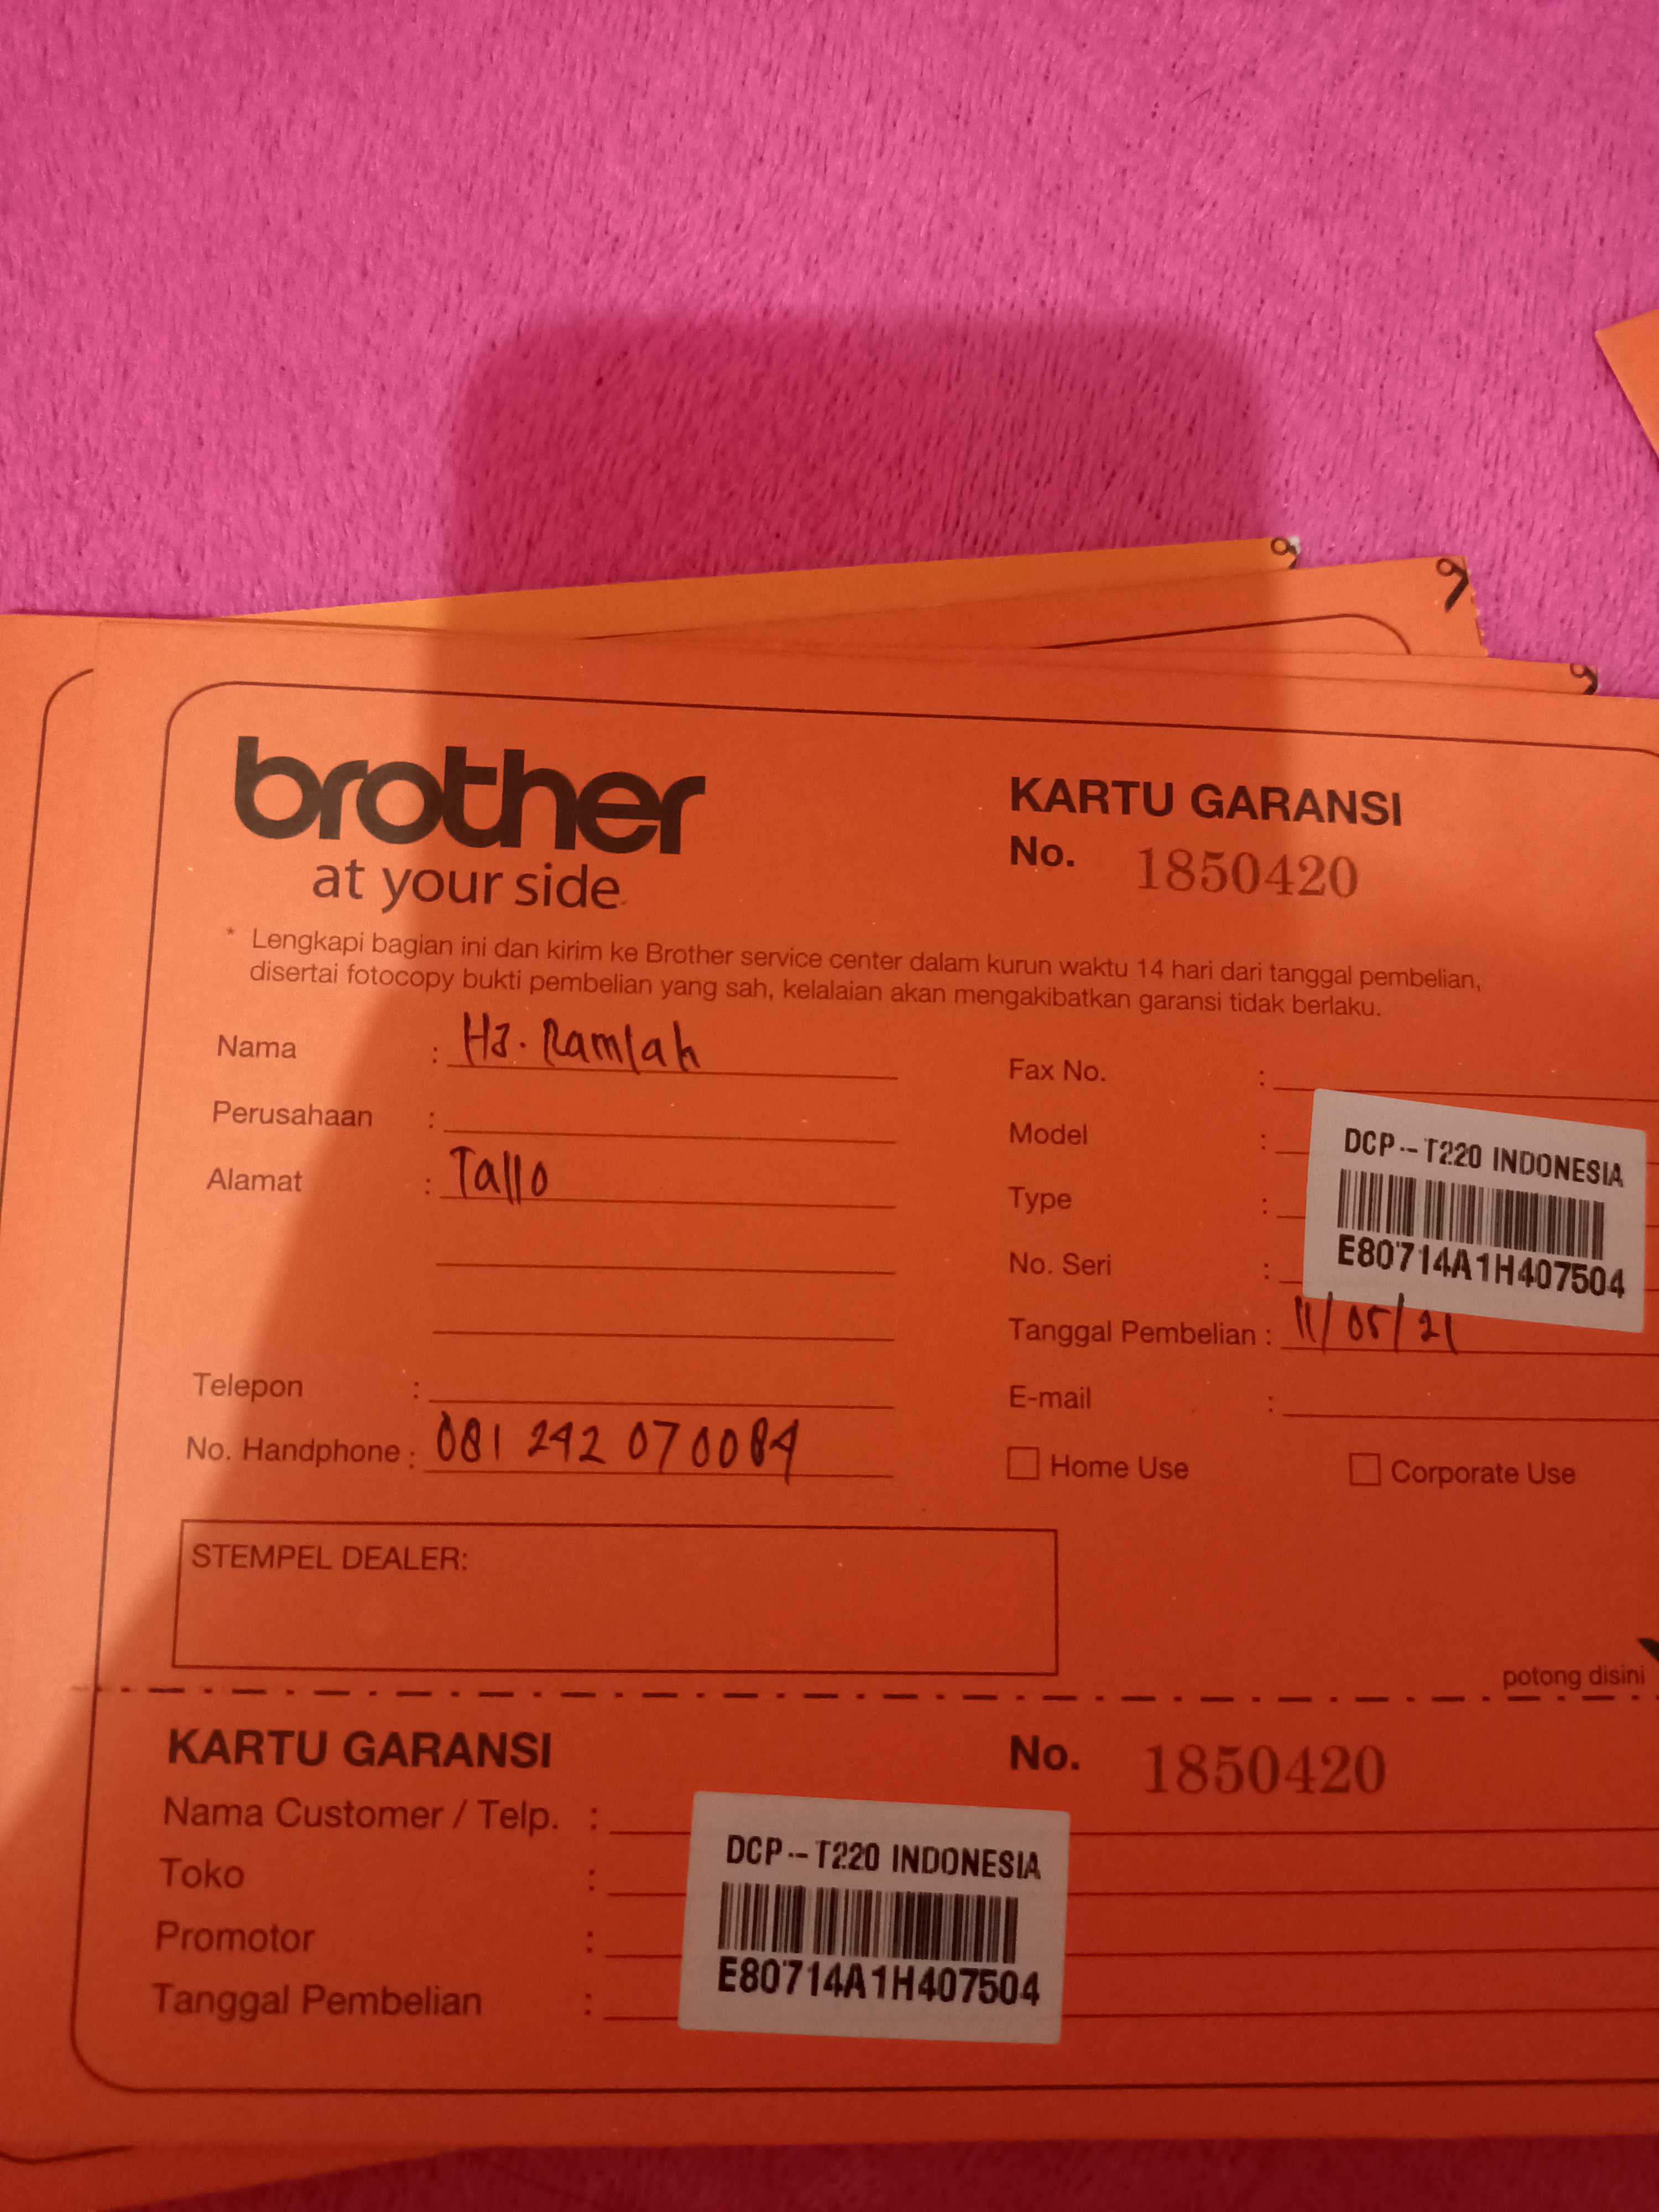 brother
at your side
KARTU GARANSI
No. 1850420
* Lengkapi bagian ini dan kirim ke Brother service center dalam kurun waktu 14 hari dari tanggal pembelian,
disertai fotocopy bukti pembelian yang sah, kelalaian akan mengakibatkan garansi tidak berlaku.
Nama : Hj. Ramlah
Perusahaan :
Alamat : Tallo
Telepon :
No. Handphone : 081 242 070084
Fax No. :
Model :
Type :
No. Seri :
DCP-T220 INDONESIA
E80714A1H407504
Tanggal Pembelian : 11/05/21
E-mail :
Home Use
Corporate Use
STEMPEL DEALER:
potong disini
KARTU GARANSI
No. 1850420
Nama Customer / Telp. :
Toko :
Promotor :
Tanggal Pembelian :
DCP-T220 INDONESIA
E80714A1H407504